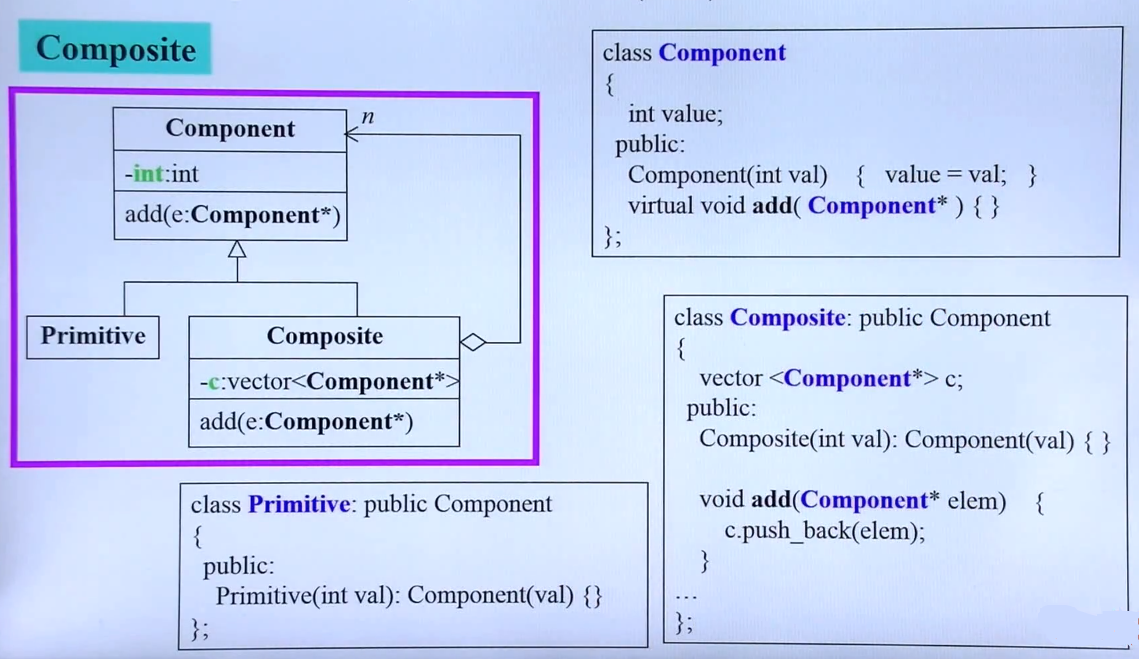 Composite
Component
n
-int:int
add(e:Component*)
Primitive
Composite
-c:vector<Component*>
add(e:Component*)
class Primitive: public Component
{
public:
Primitive(int val): Component(val) {}
};
class Component
{
int value;
public:
Component(int val) { value = val; }
virtual void add( Component* ) { }
};
class Composite: public Component
{
vector <Component*> c;
public:
Composite(int val): Component(val) { }
void add(Component* elem) {
c.push_back(elem);
}
...
};